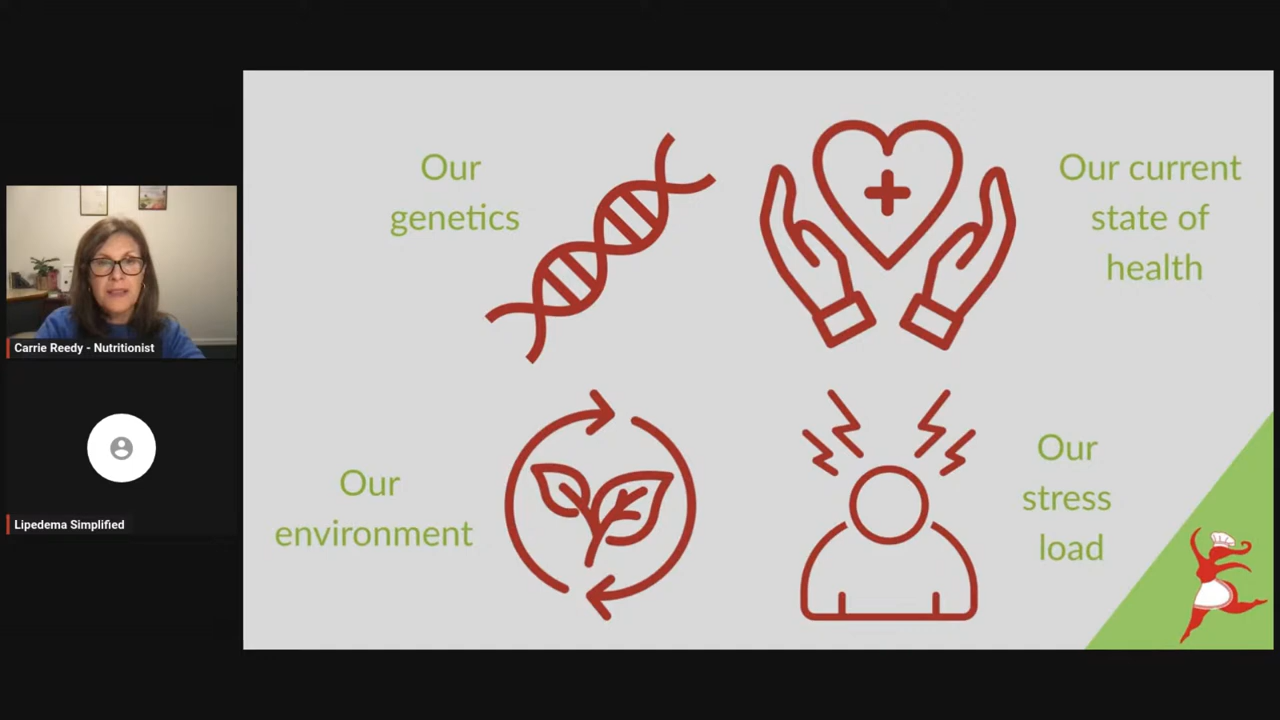 Our
genetics
Our current
state of
health
Carrie Reedy - Nutritionist
Our
environment
Our
stress
load
Lipedema Simplified